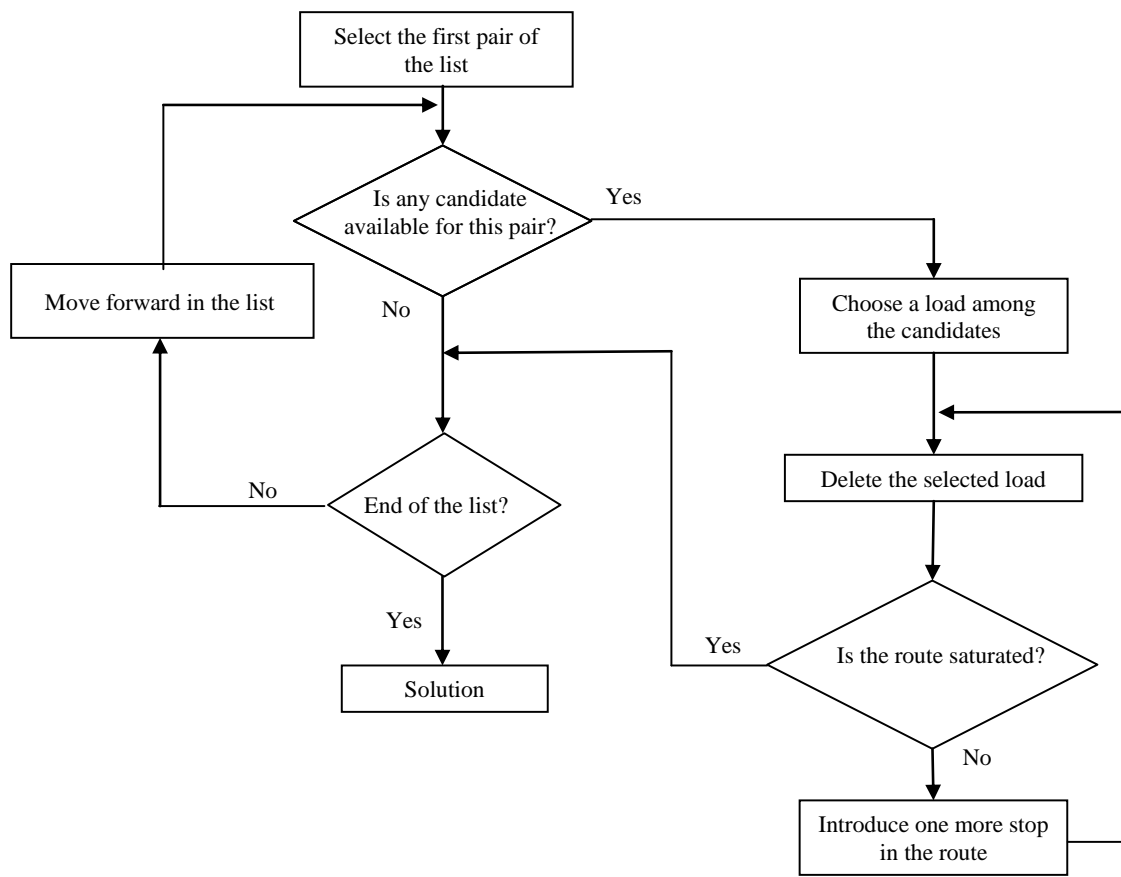 Select the first pair of
the list
Is any candidate
available for this pair?
Yes
Move forward in the list
No
Choose a load among
the candidates
No
End of the list?
Delete the selected load
Yes
Yes
Is the route saturated?
Solution
No
Introduce one more stop
in the route